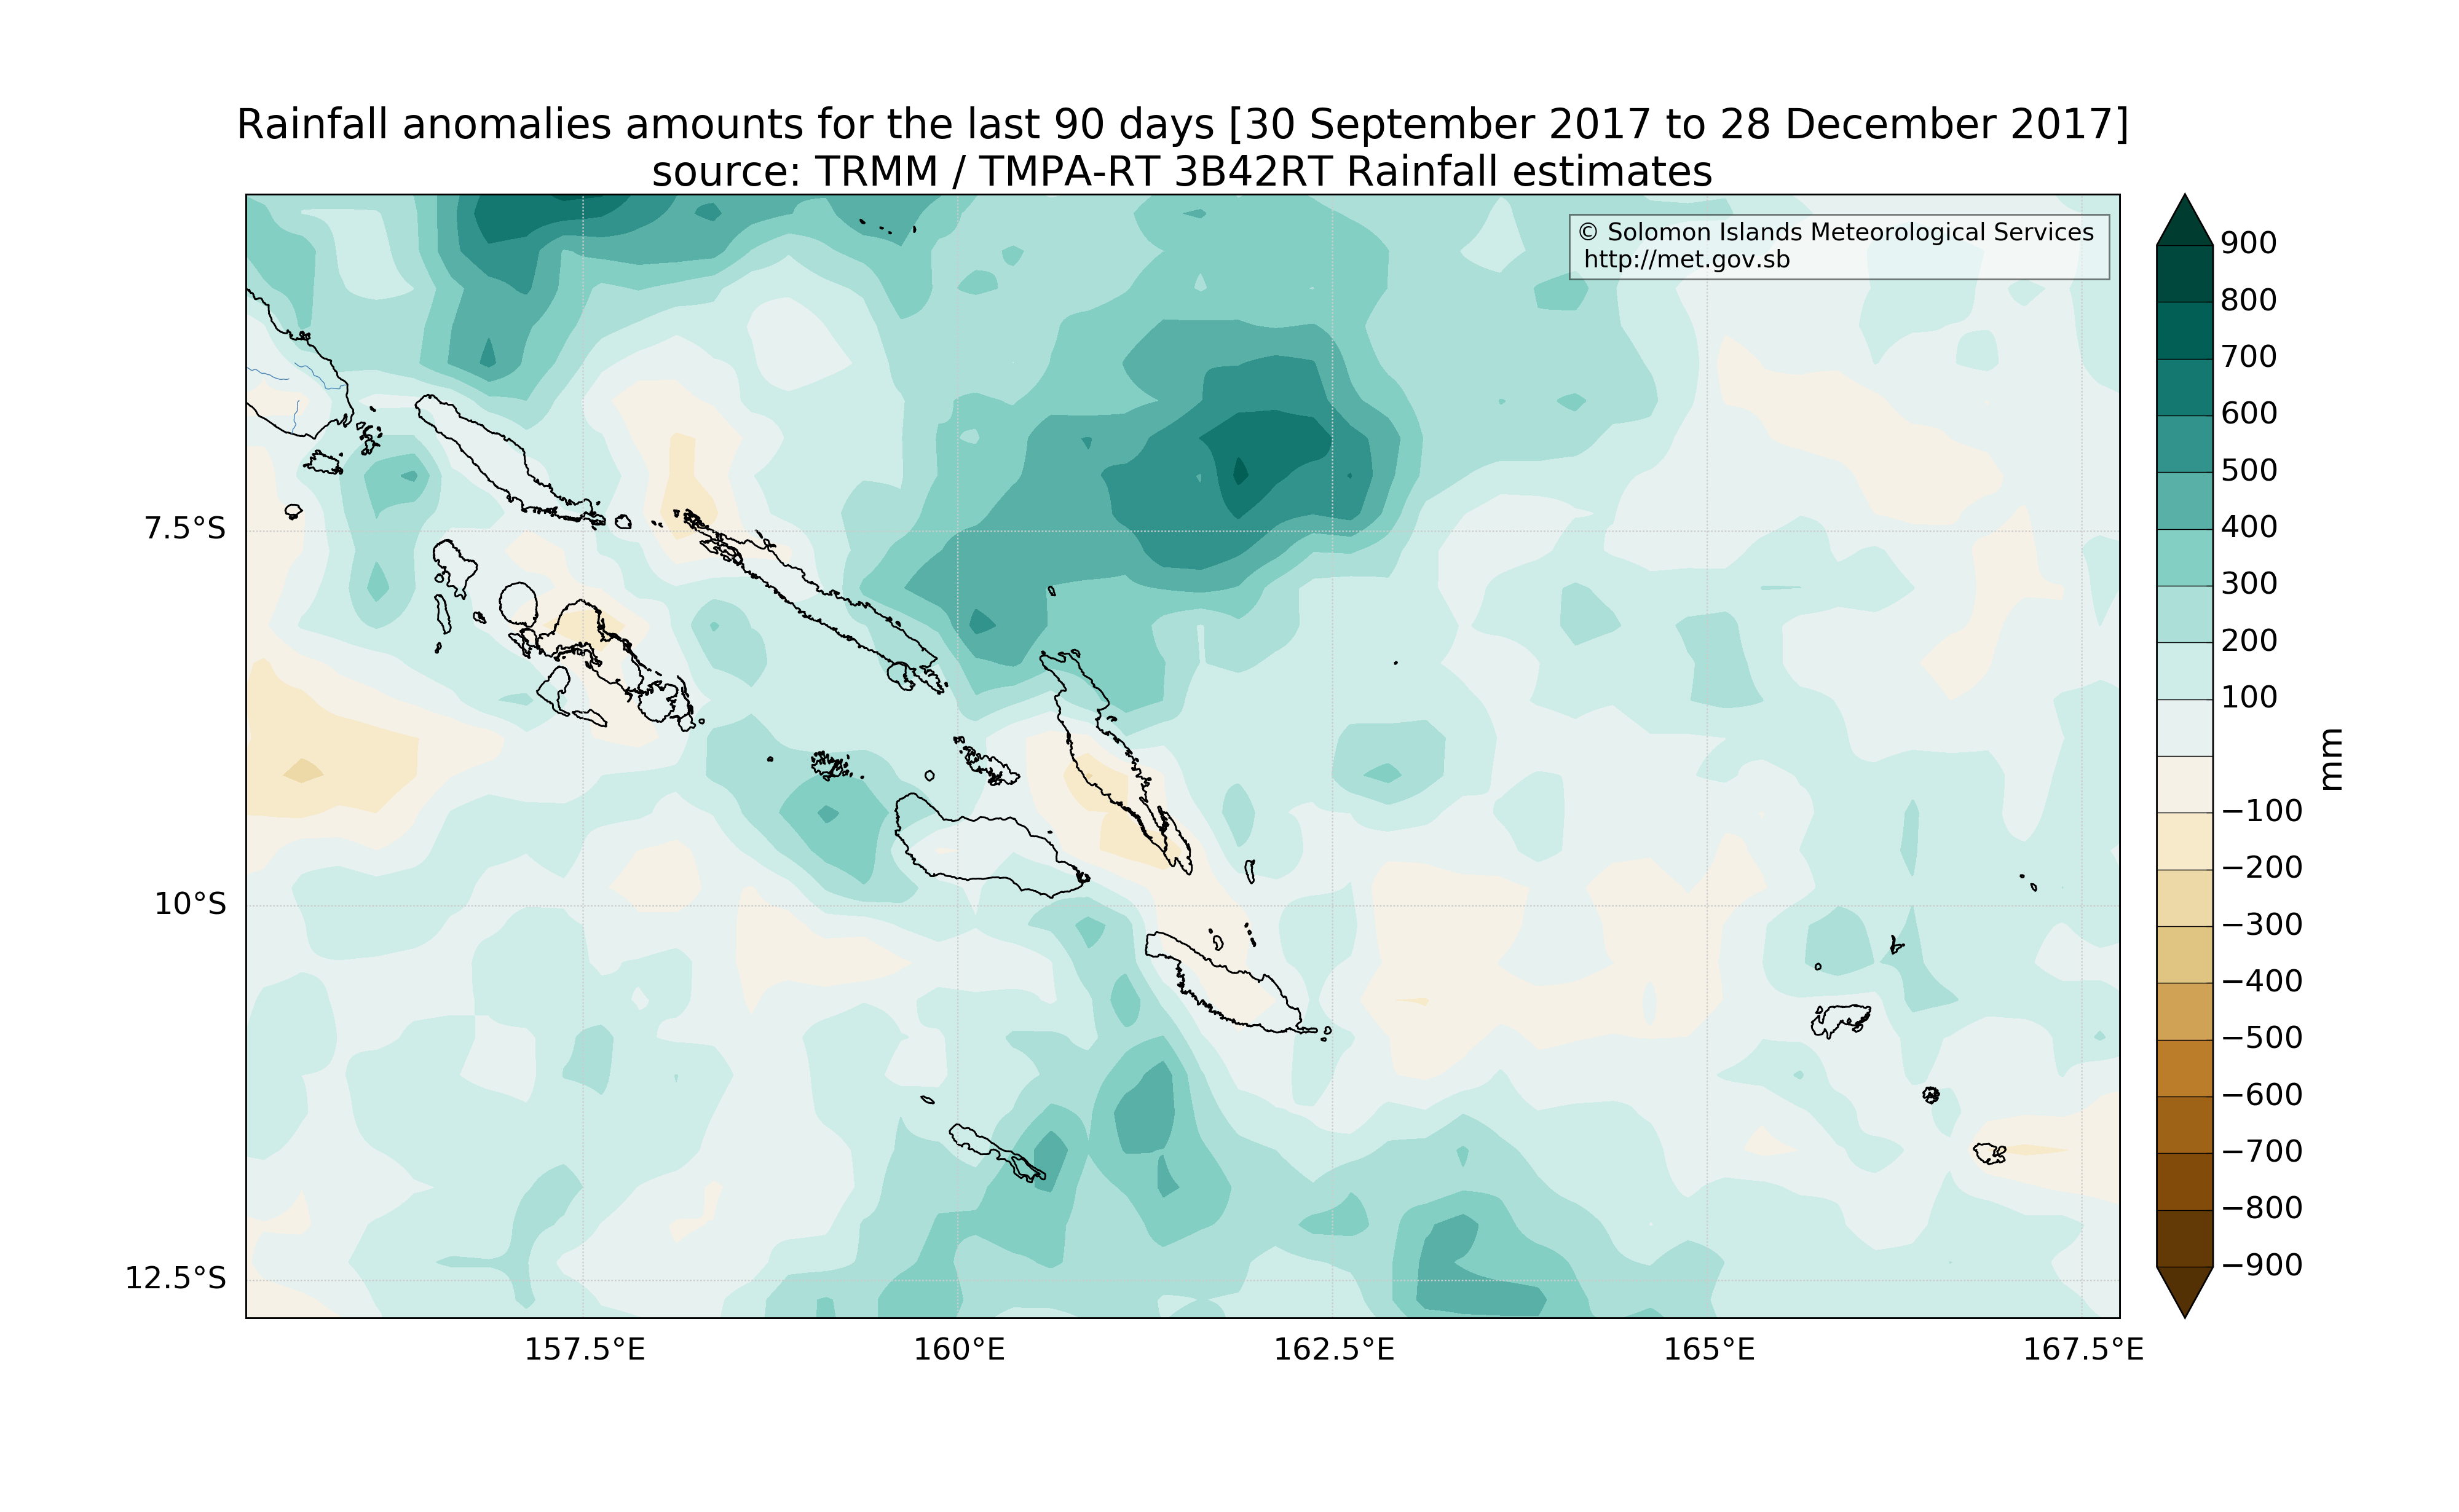 Rainfall anomalies amounts for the last 90 days [30 September 2017 to 28 December 2017]
source: TRMM / TMPA-RT 3B42RT Rainfall estimates
© Solomon Islands Meteorological Services
http://met.gov.sb
7.5°S
10°S
12.5°S
157.5°E
160°E
162.5°E
165°E
167.5°E
900
800
700
600
500
400
300
200
100
−100
−200
−300
−400
−500
−600
−700
−800
−900
mm